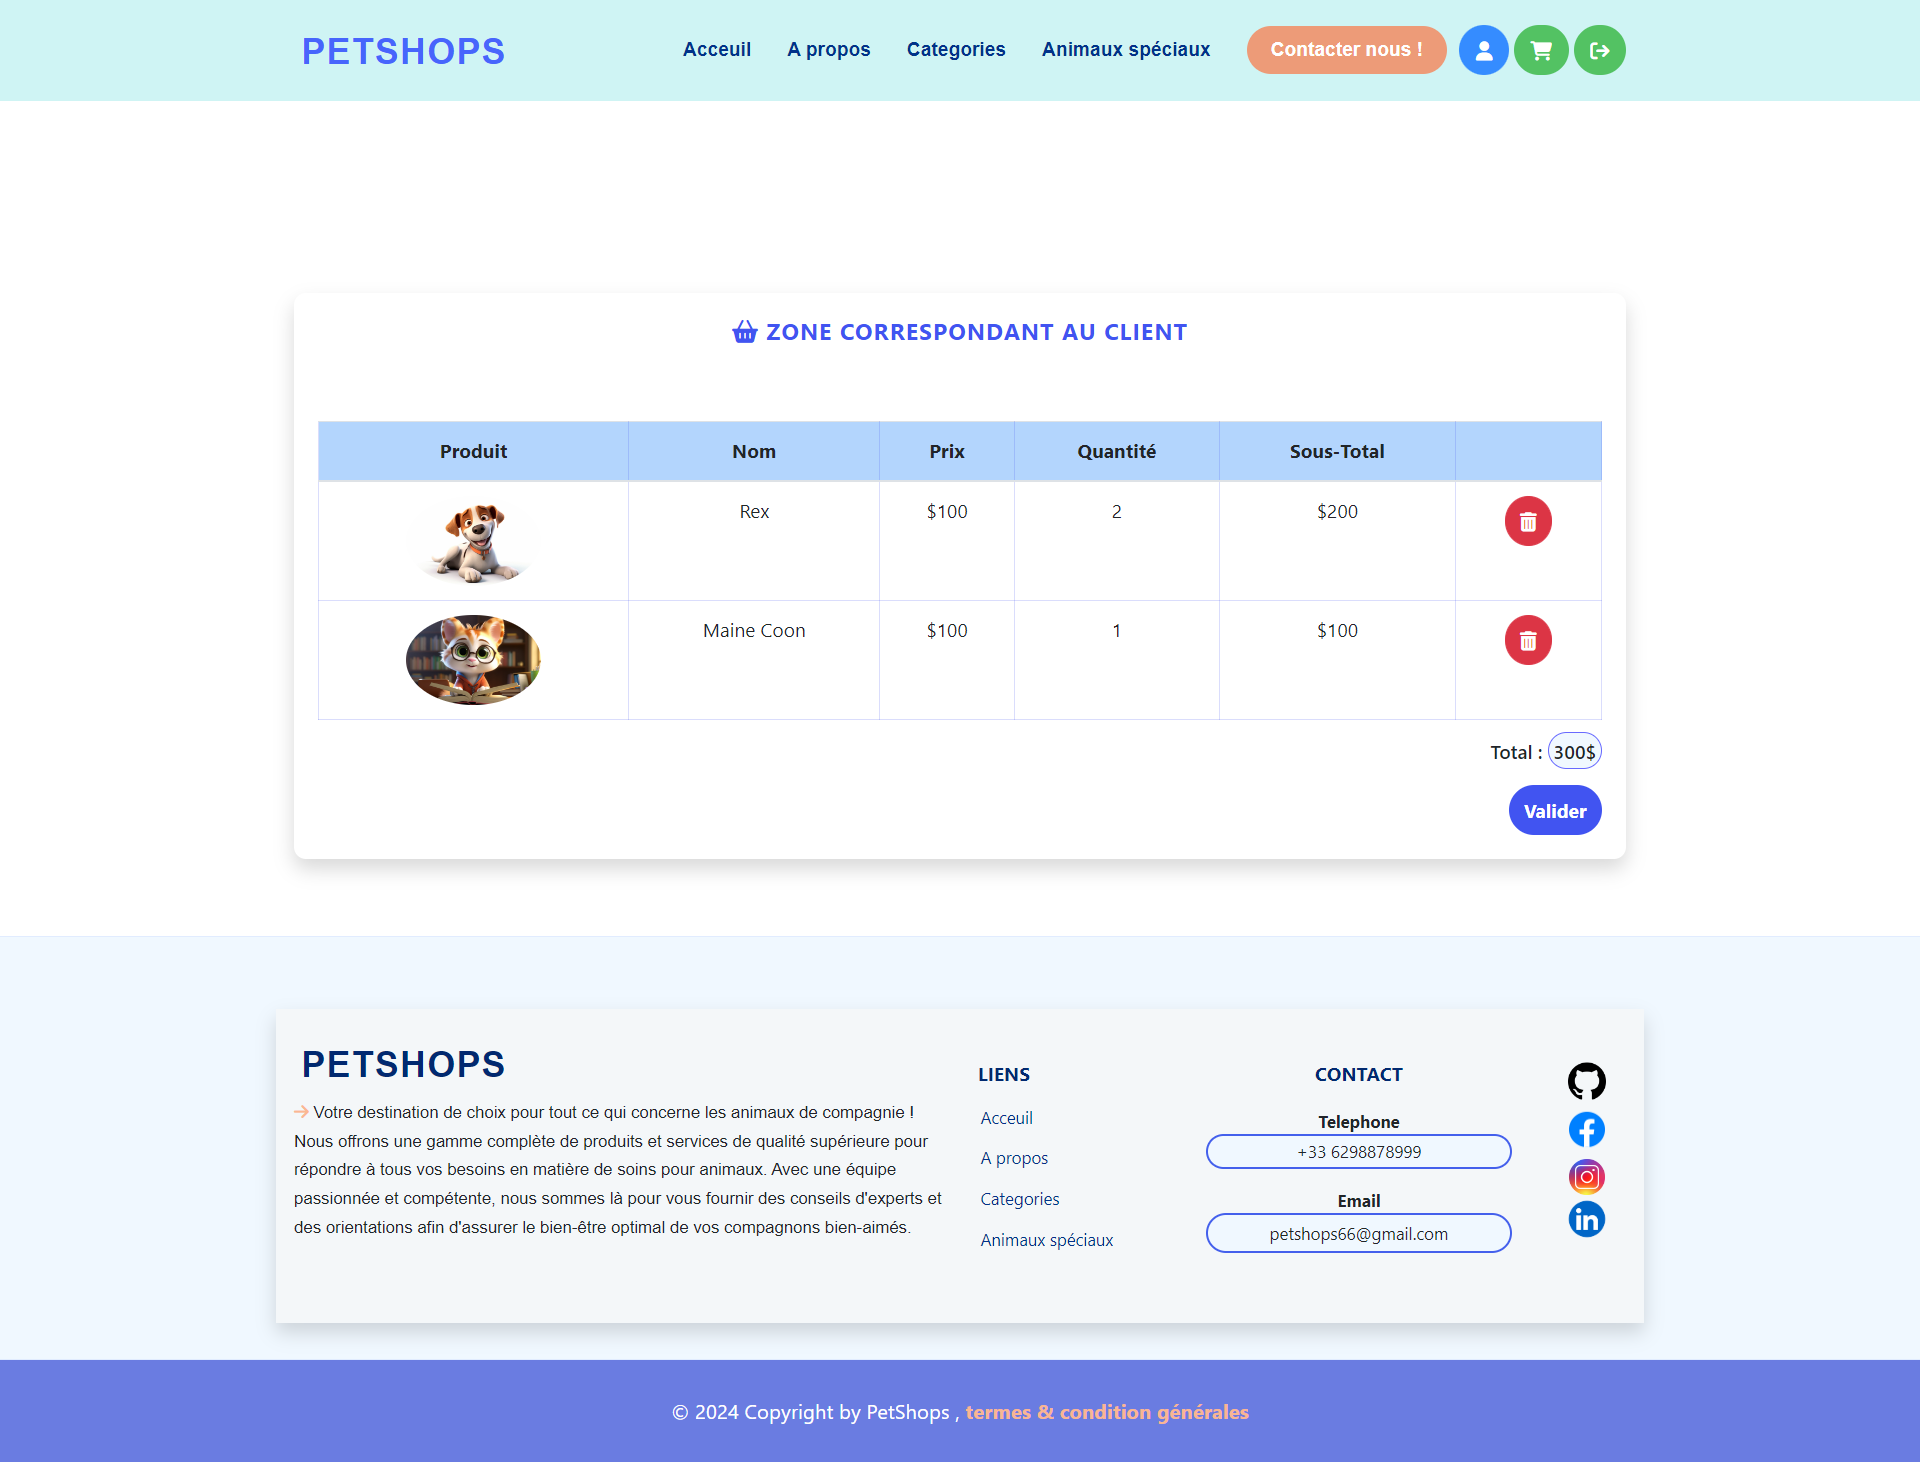 PETSHOPS
Acceuil
A propos
Categories
Animaux spéciaux
Contacter nous !
ZONE CORRESPONDANT AU CLIENT
Produit Nom Prix Quantité Sous-Total
Rex $100 2 $200
Maine Coon $100 1 $100
Total : 300$
Valider
PETSHOPS
Votre destination de choix pour tout ce qui concerne les animaux de compagnie !
Nous offrons une gamme complète de produits et services de qualité supérieure pour
répondre à tous vos besoins en matière de soins pour animaux. Avec une équipe
passionnée et compétente, nous sommes là pour vous fournir des conseils d'experts et
des orientations afin d'assurer le bien-être optimal de vos compagnons bien-aimés.
LIENS
Acceuil
A propos
Categories
Animaux spéciaux
CONTACT
Telephone
+33 6298878999
Email
petshops66@gmail.com
© 2024 Copyright by PetShops , termes & condition générales